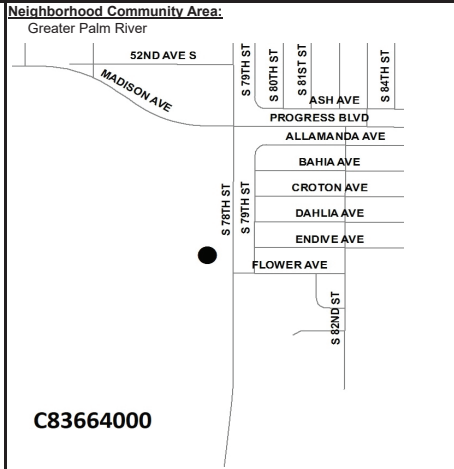 Neighborhood Community Area:
Greater Palm River
52ND AVE S
MADISON AVE
S 79TH ST
S 80TH ST
S 81ST ST
S 84TH ST
ASH AVE
PROGRESS BLVD
ALLAMANDA AVE
BAHIA AVE
CROTON AVE
DAHLIA AVE
ENDIVE AVE
FLOWER AVE
S 78TH ST
S 79TH ST
S 82ND ST
C83664000